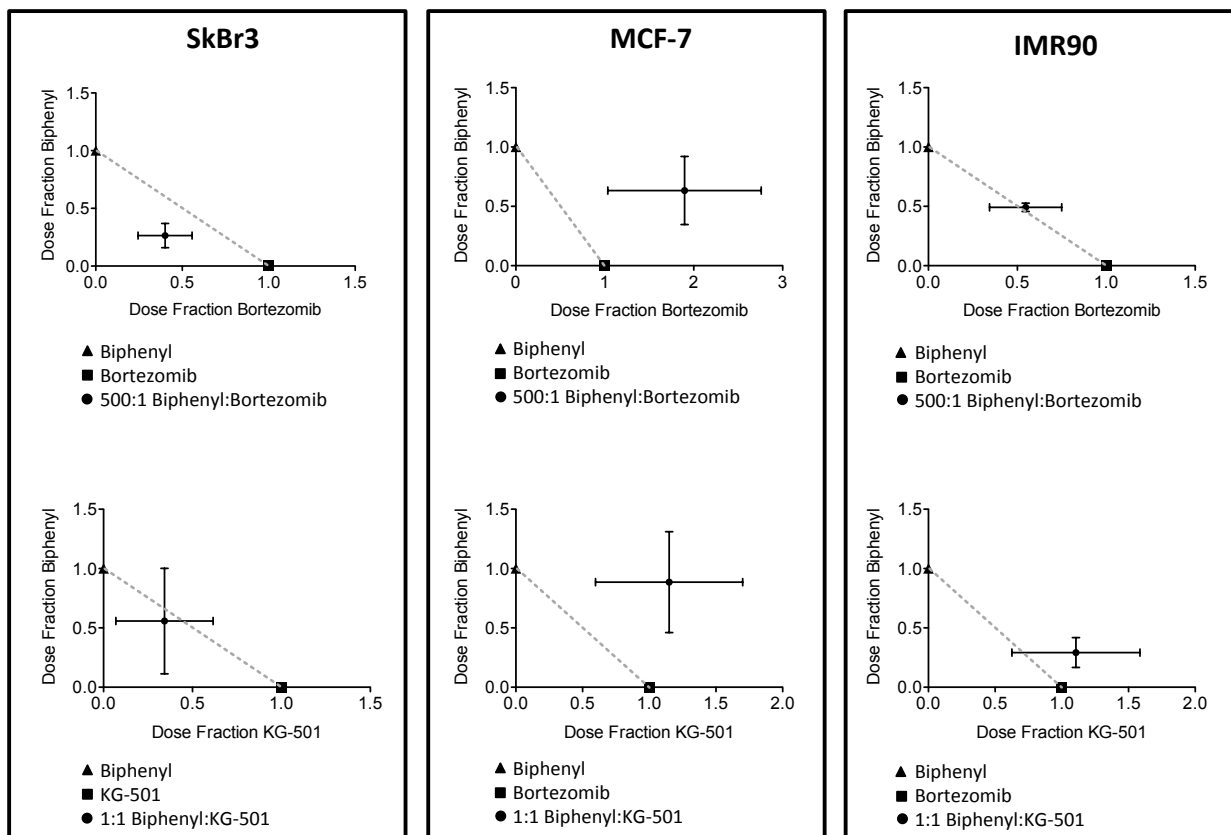 SkBr3
Dose Fraction Biphenyl
1.5
1.0
0.5
0.0
0.0 0.5 1.0 1.5
Dose Fraction Bortezomib
Biphenyl
Bortezomib
500:1 Biphenyl:Bortezomib
Dose Fraction Biphenyl
1.5
1.0
0.5
0.0
0.0 0.5 1.0 1.5
Dose Fraction KG-501
Biphenyl
KG-501
1:1 Biphenyl:KG-501
MCF-7
Dose Fraction Biphenyl
1.5
1.0
0.5
0.0
0 1 2 3
Dose Fraction Bortezomib
Biphenyl
Bortezomib
500:1 Biphenyl:Bortezomib
Dose Fraction Biphenyl
1.5
1.0
0.5
0.0
0.0 0.5 1.0 1.5 2.0
Dose Fraction KG-501
Biphenyl
Bortezomib
1:1 Biphenyl:KG-501
IMR90
Dose Fraction Biphenyl
1.5
1.0
0.5
0.0
0.0 0.5 1.0 1.5
Dose Fraction Bortezomib
Biphenyl
Bortezomib
500:1 Biphenyl:Bortezomib
Dose Fraction Biphenyl
1.5
1.0
0.5
0.0
0.0 0.5 1.0 1.5 2.0
Dose Fraction KG-501
Biphenyl
Bortezomib
1:1 Biphenyl:KG-501